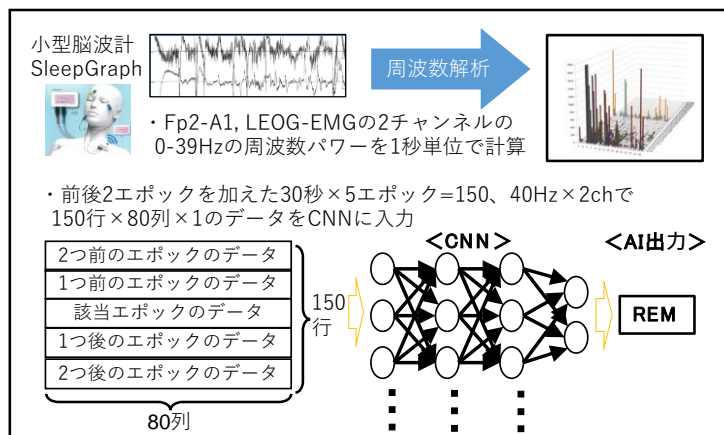 小型脳波計
SleepGraph
周波数解析
・Fp2-A1, LEOG-EMGの2チャンネルの
0-39Hzの周波数パワーを1秒単位で計算
・前後2エポックを加えた30秒×5エポック=150、40Hz×2chで
150行×80列×1のデータをCNNに入力
<CNN>
<AI出力>
2つ前のエポックのデータ
1つ前のエポックのデータ
該当エポックのデータ
1つ後のエポックのデータ
2つ後のエポックのデータ
150
行
REM
80列